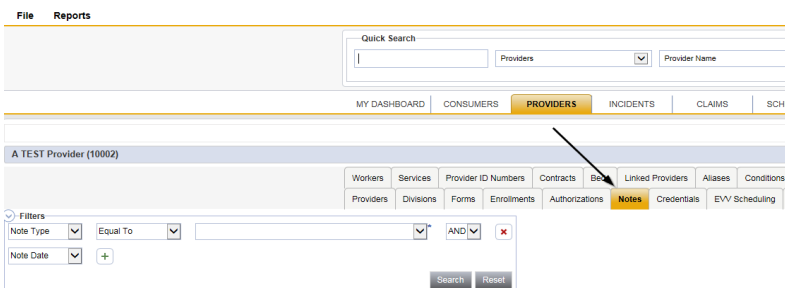 File Reports
Quick Search
Providers Provider Name
MY DASHBOARD CONSUMERS PROVIDERS INCIDENTS CLAIMS
A TEST Provider (10002)
Workers Services Provider ID Numbers Contracts Linked Providers Aliases Conditions
Providers Divisions Forms Enrollments Authorizations Notes Credentials EVV Scheduling
Filters
Note Type Equal To * AND
Note Date
Search Reset